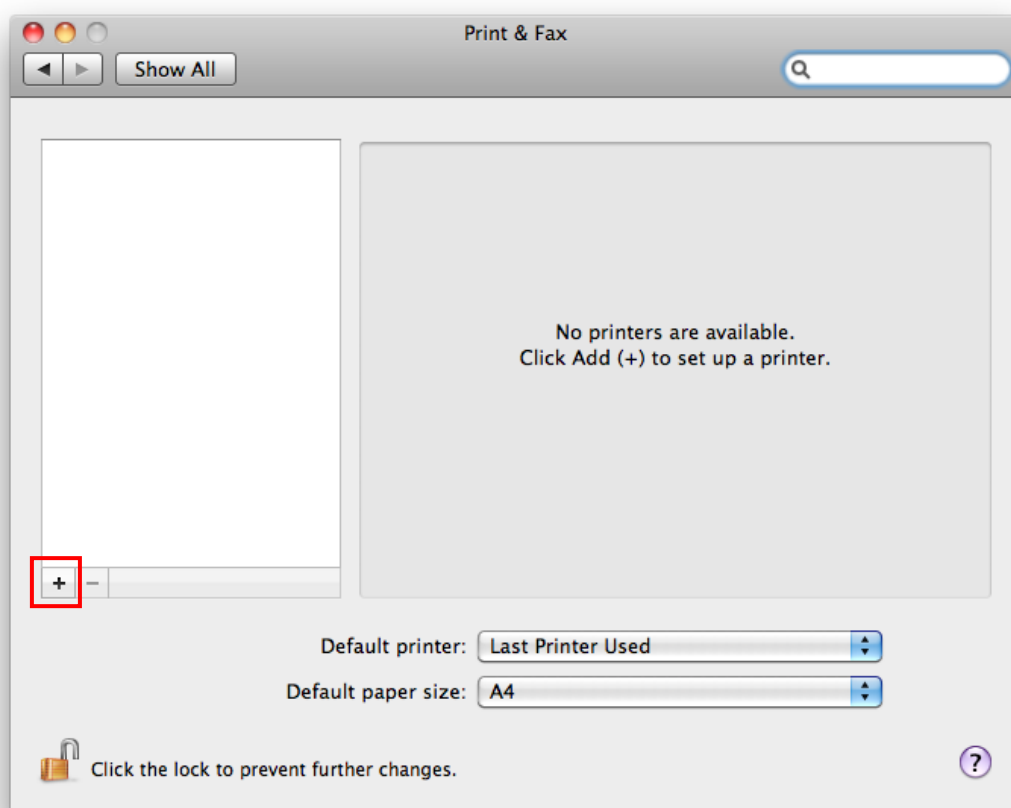 Print & Fax
Show All
No printers are available.
Click Add (+) to set up a printer.
+ −
Default printer: Last Printer Used
Default paper size: A4
Click the lock to prevent further changes.
?